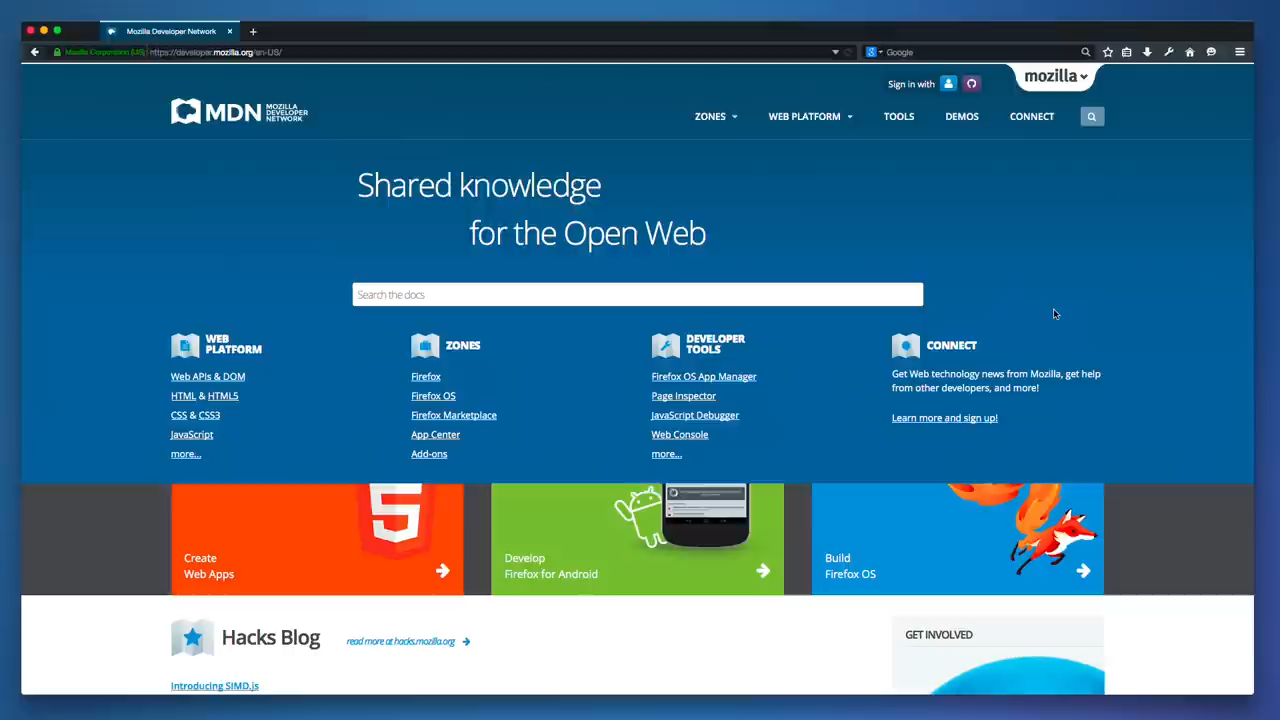 Mozilla Developer Network
Mozilla Corporation (US)
https://developer.mozilla.org/en-US/
Google
Sign in with
mozilla
MDN MOZILLA DEVELOPER NETWORK
ZONES
WEB PLATFORM
TOOLS
DEMOS
CONNECT
Shared knowledge
for the Open Web
Search the docs
WEB
PLATFORM
Web APIs & DOM
HTML & HTML5
CSS & CSS3
JavaScript
more...
ZONES
Firefox
Firefox OS
Firefox Marketplace
App Center
Add-ons
DEVELOPER
TOOLS
Firefox OS App Manager
Page Inspector
JavaScript Debugger
Web Console
more...
CONNECT
Get Web technology news from Mozilla, get help
from other developers, and more!
Learn more and sign up!
5
Create
Web Apps
Develop
Firefox for Android
Build
Firefox OS
Hacks Blog
read more at hacks.mozilla.org
GET INVOLVED
Introducing SIMD.js